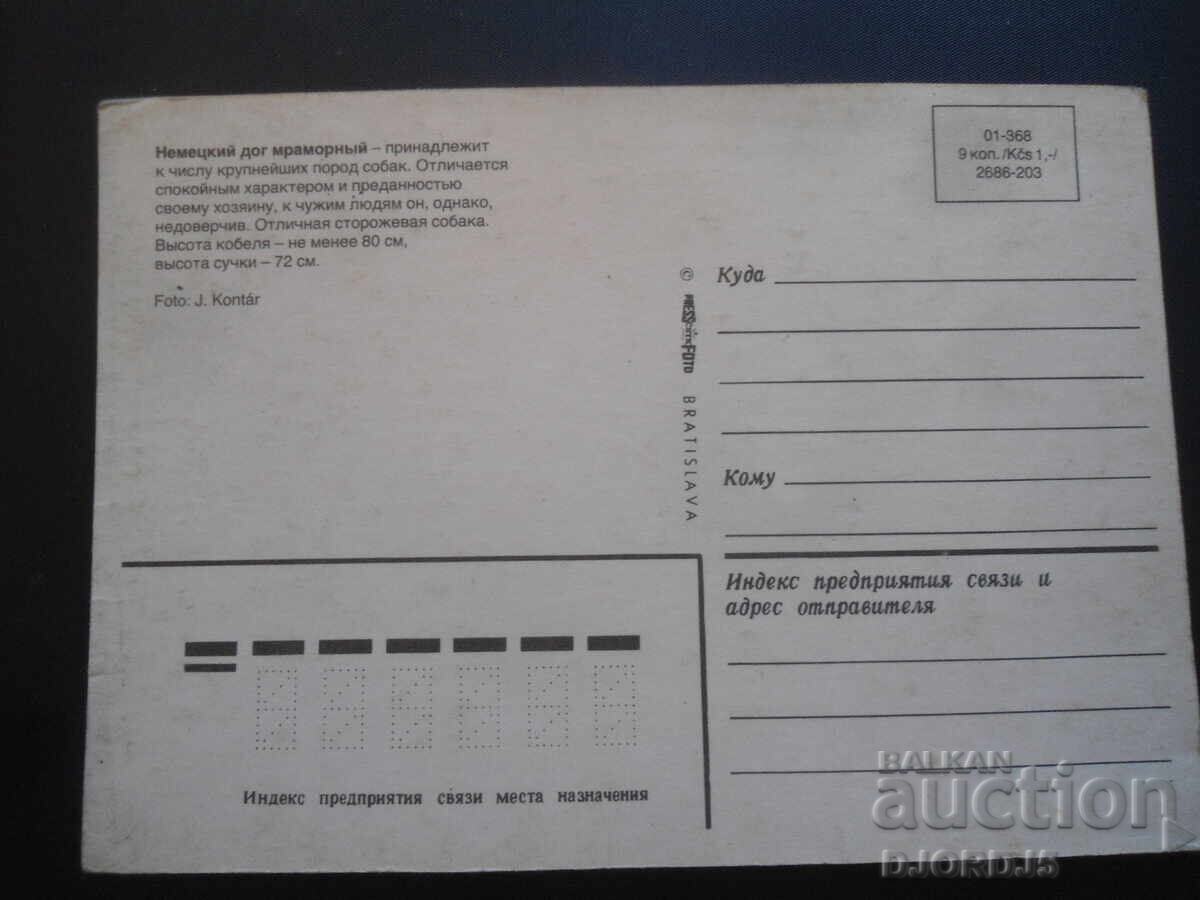 Немецкий дог мраморный – принадлежит
к числу крупнейших пород собак. Отличается
спокойным характером и преданностью
своему хозяину, к чужим людям он, однако,
недоверчив. Отличная сторожевая собака.
Высота кобеля – не менее 80 см,
высота сучки – 72 см.
Foto: J. Kontár
01-368
9 коп./Kčs 1,-/
2686-203
© PRESSFOTO BRATISLAVA
Куда
Кому
Индекс предприятия связи и
адрес отправителя
Индекс предприятия связи места назначения
BALKAN
auction
DJORDJ5